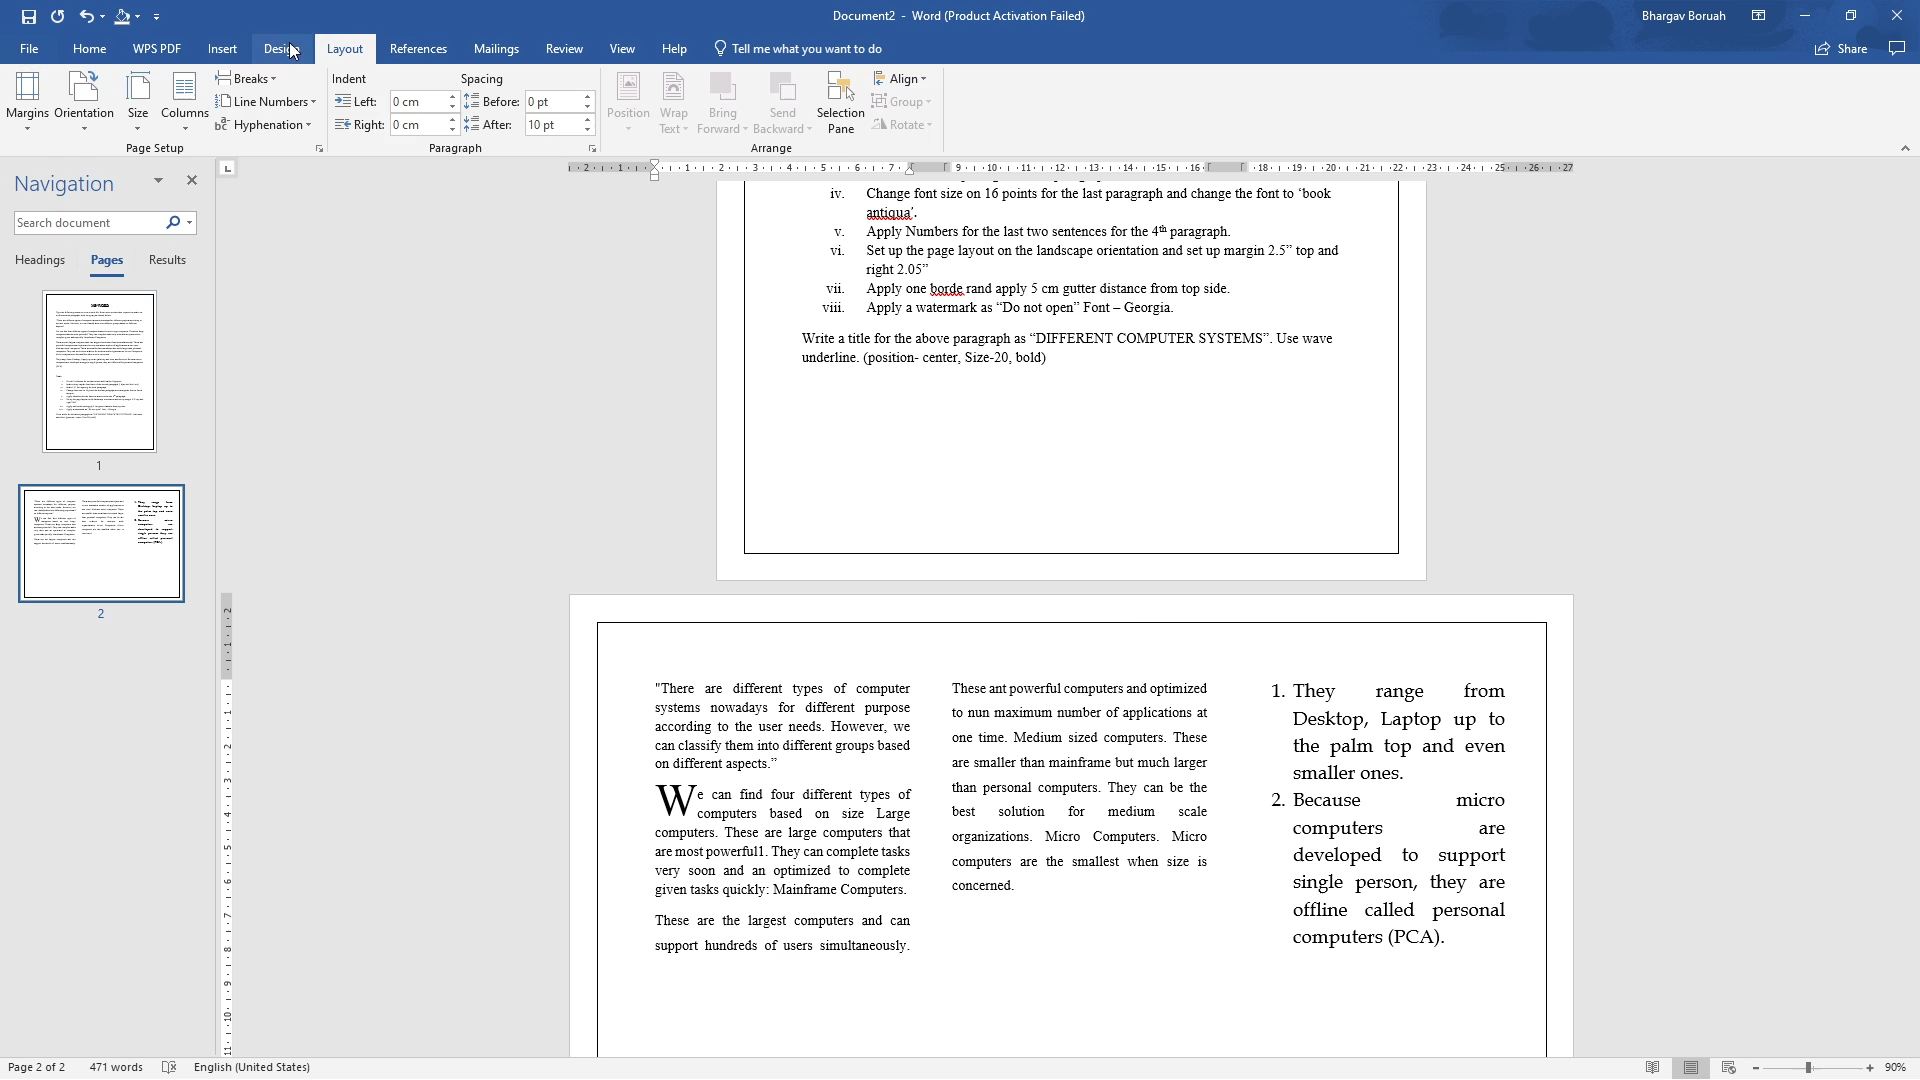 Document2 - Word (Product Activation Failed)
Bhargav Boruah
File Home WPS PDF Insert Design Layout References Mailings Review View Help Tell me what you want to do
Share
Margins Orientation Size Columns
Breaks
Line Numbers
Hyphenation
Page Setup
Indent
Left: 0 cm
Right: 0 cm
Spacing
Before: 0 pt
After: 10 pt
Paragraph
Position
Wrap Text
Bring Forward
Send Backward
Selection Pane
Align
Group
Rotate
Arrange
Navigation
Search document
Headings Pages Results
1
2
iv. Change font size on 16 points for the last paragraph and change the font to ‘book
antiqua’.
v. Apply Numbers for the last two sentences for the 4th paragraph.
vi. Set up the page layout on the landscape orientation and set up margin 2.5” top and
right 2.05”
vii. Apply one borde rand apply 5 cm gutter distance from top side.
viii. Apply a watermark as “Do not open” Font – Georgia.
Write a title for the above paragraph as “DIFFERENT COMPUTER SYSTEMS”. Use wave
underline. (position- center, Size-20, bold)
"There are different types of computer
systems nowadays for different purpose
according to the user needs. However, we
can classify them into different groups based
on different aspects.”
We can find four different types of
computers based on size Large
computers. These are large computers that
are most powerful1. They can complete tasks
very soon and an optimized to complete
given tasks quickly: Mainframe Computers.
These are the largest computers and can
support hundreds of users simultaneously.
These ant powerful computers and optimized
to nun maximum number of applications at
one time. Medium sized computers. These
are smaller than mainframe but much larger
than personal computers. They can be the
best solution for medium scale
organizations. Micro Computers. Micro
computers are the smallest when size is
concerned.
1. They range from
Desktop, Laptop up to
the palm top and even
smaller ones.
2. Because micro
computers are
developed to support
single person, they are
offline called personal
computers (PCA).
Page 2 of 2 471 words English (United States)
90%